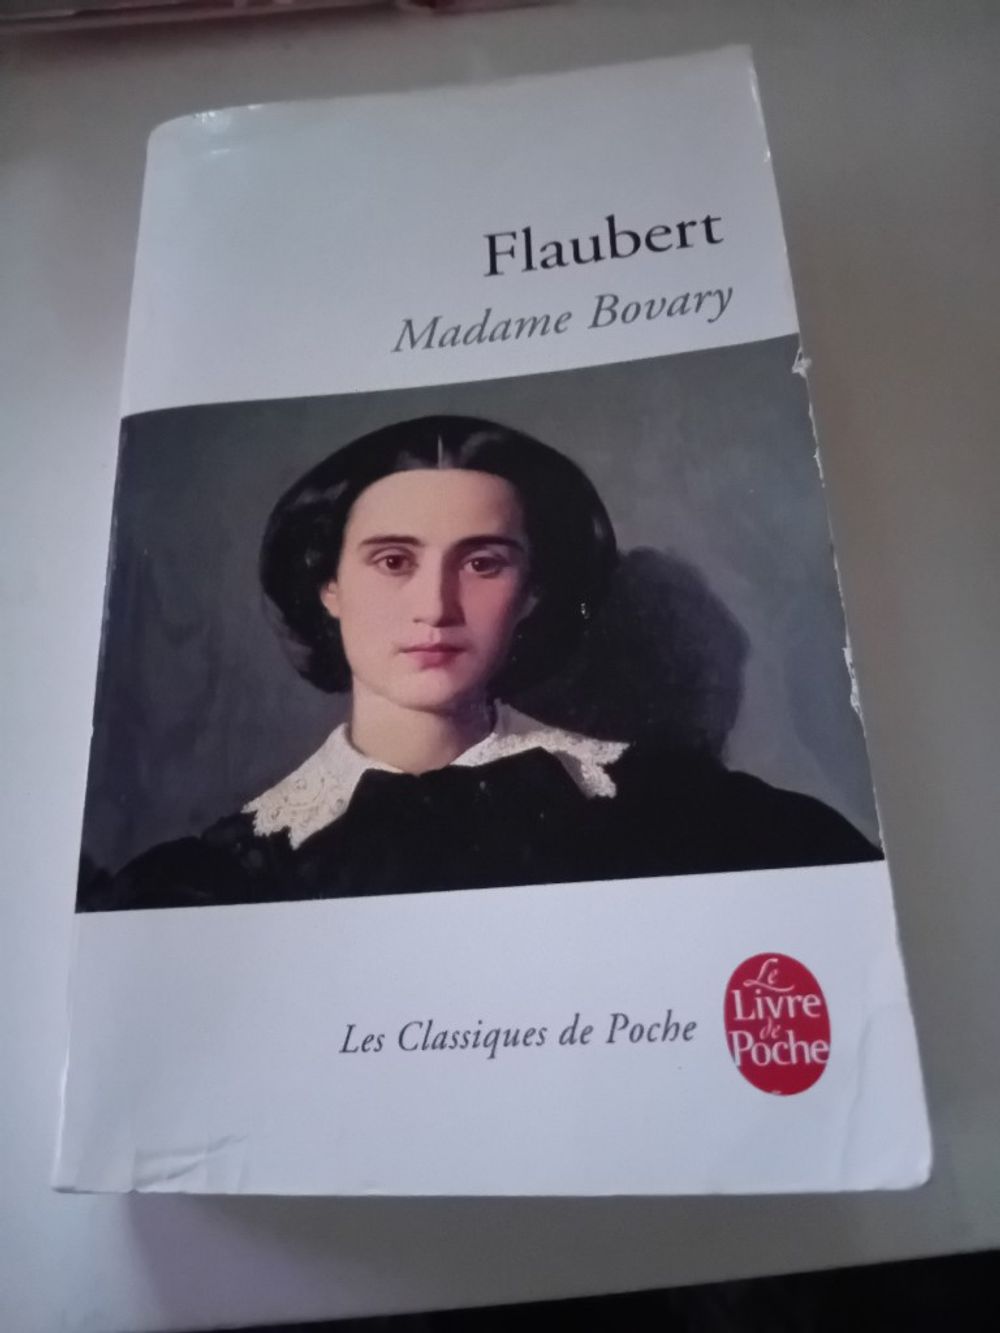 Flaubert
Madame Bovary
Les Classiques de Poche
Le
Livre
de
Poche